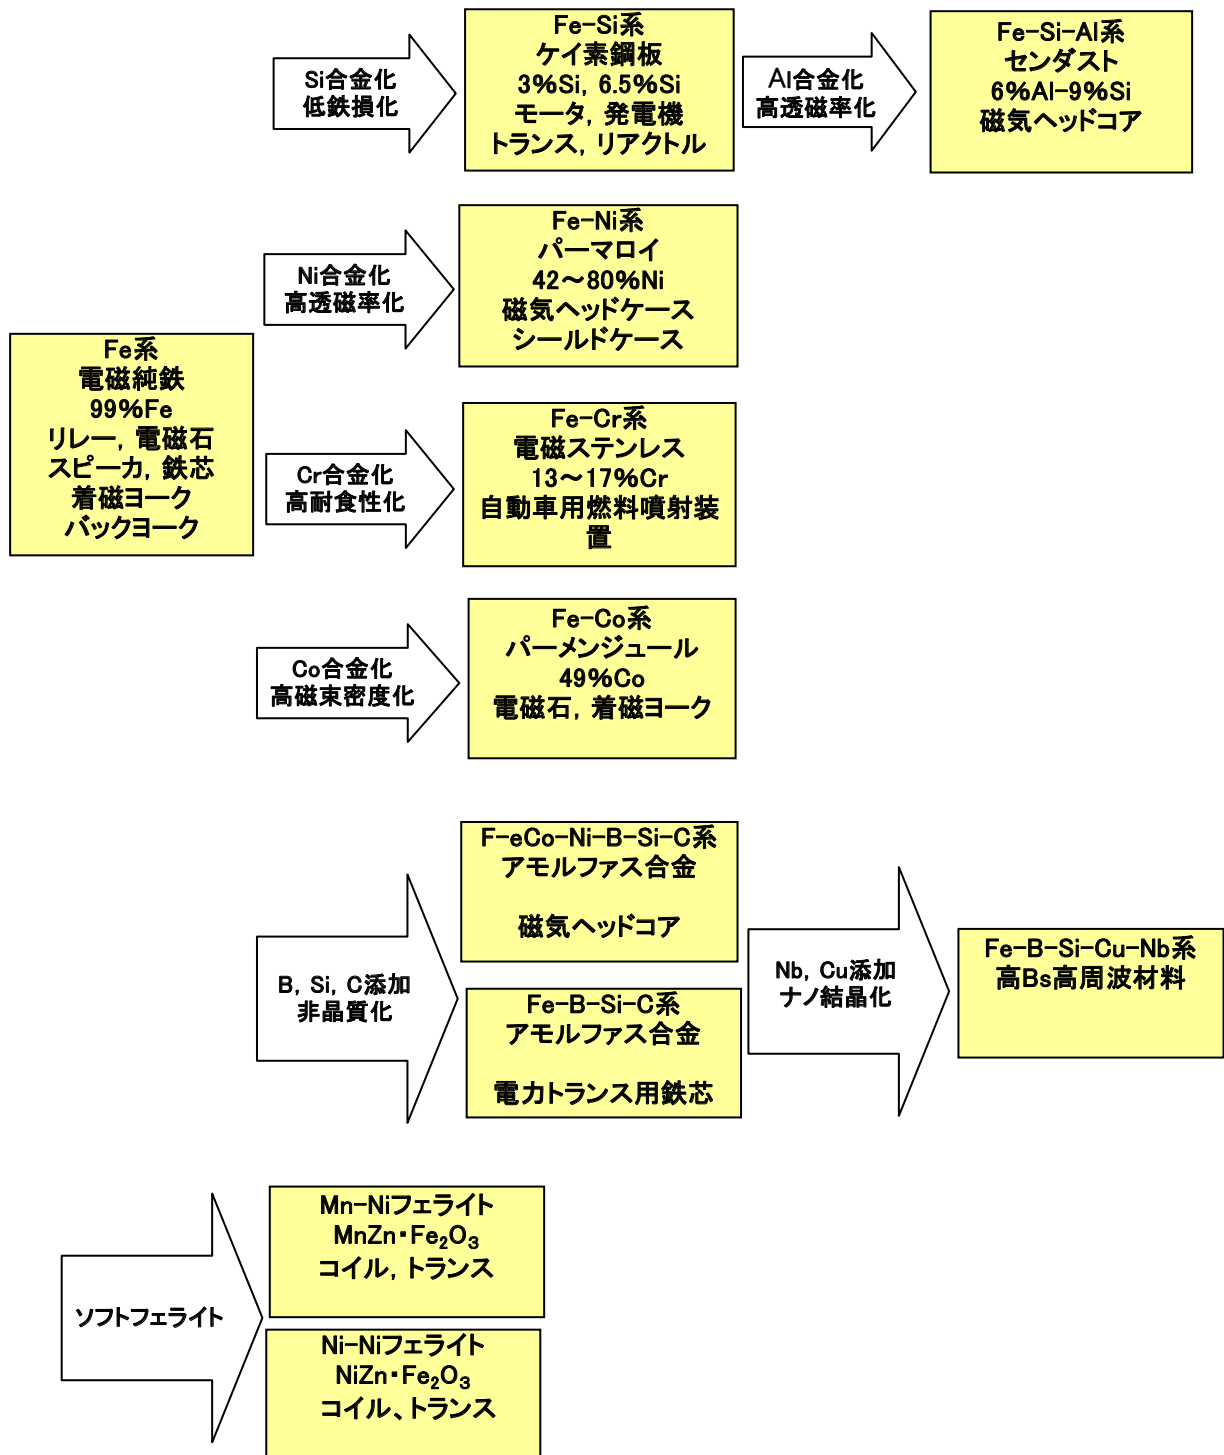 Si合金化
低鉄損化
Fe-Si系
ケイ素鋼板
3%Si, 6.5%Si
モータ, 発電機
トランス, リアクトル
Al合金化
高透磁率化
Fe-Si-Al系
センダスト
6%Al-9%Si
磁気ヘッドコア
Ni合金化
高透磁率化
Fe-Ni系
パーマロイ
42～80%Ni
磁気ヘッドケース
シールドケース
Fe系
電磁純鉄
99%Fe
リレー, 電磁石
スピーカ, 鉄芯
着磁ヨーク
バックヨーク
Cr合金化
高耐食性化
Fe-Cr系
電磁ステンレス
13～17%Cr
自動車用燃料噴射装
置
Co合金化
高磁束密度化
Fe-Co系
パーメンジュール
49%Co
電磁石, 着磁ヨーク
B, Si, C添加
非晶質化
F-eCo-Ni-B-Si-C系
アモルファス合金
磁気ヘッドコア
Fe-B-Si-C系
アモルファス合金
電力トランス用鉄芯
Nb, Cu添加
ナノ結晶化
Fe-B-Si-Cu-Nb系
高Bs高周波材料
ソフトフェライト
Mn-Niフェライト
MnZn・Fe₂O₃
コイル, トランス
Ni-Niフェライト
NiZn・Fe₂O₃
コイル、トランス